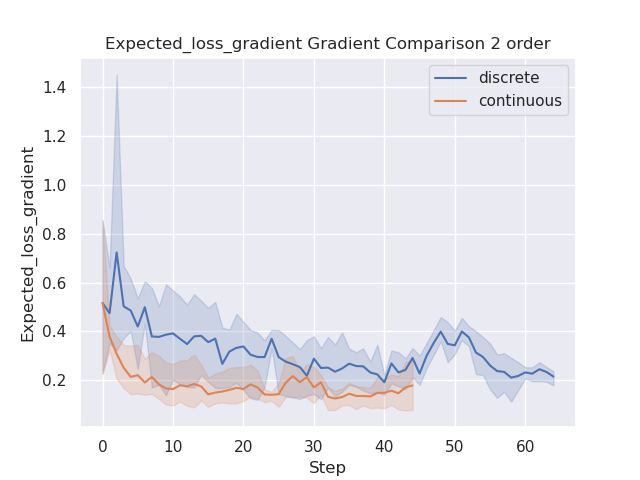 Expected_loss_gradient Gradient Comparison 2 order
discrete
continuous
Expected_loss_gradient
1.4
1.2
1.0
0.8
0.6
0.4
0.2
0 10 20 30 40 50 60
Step